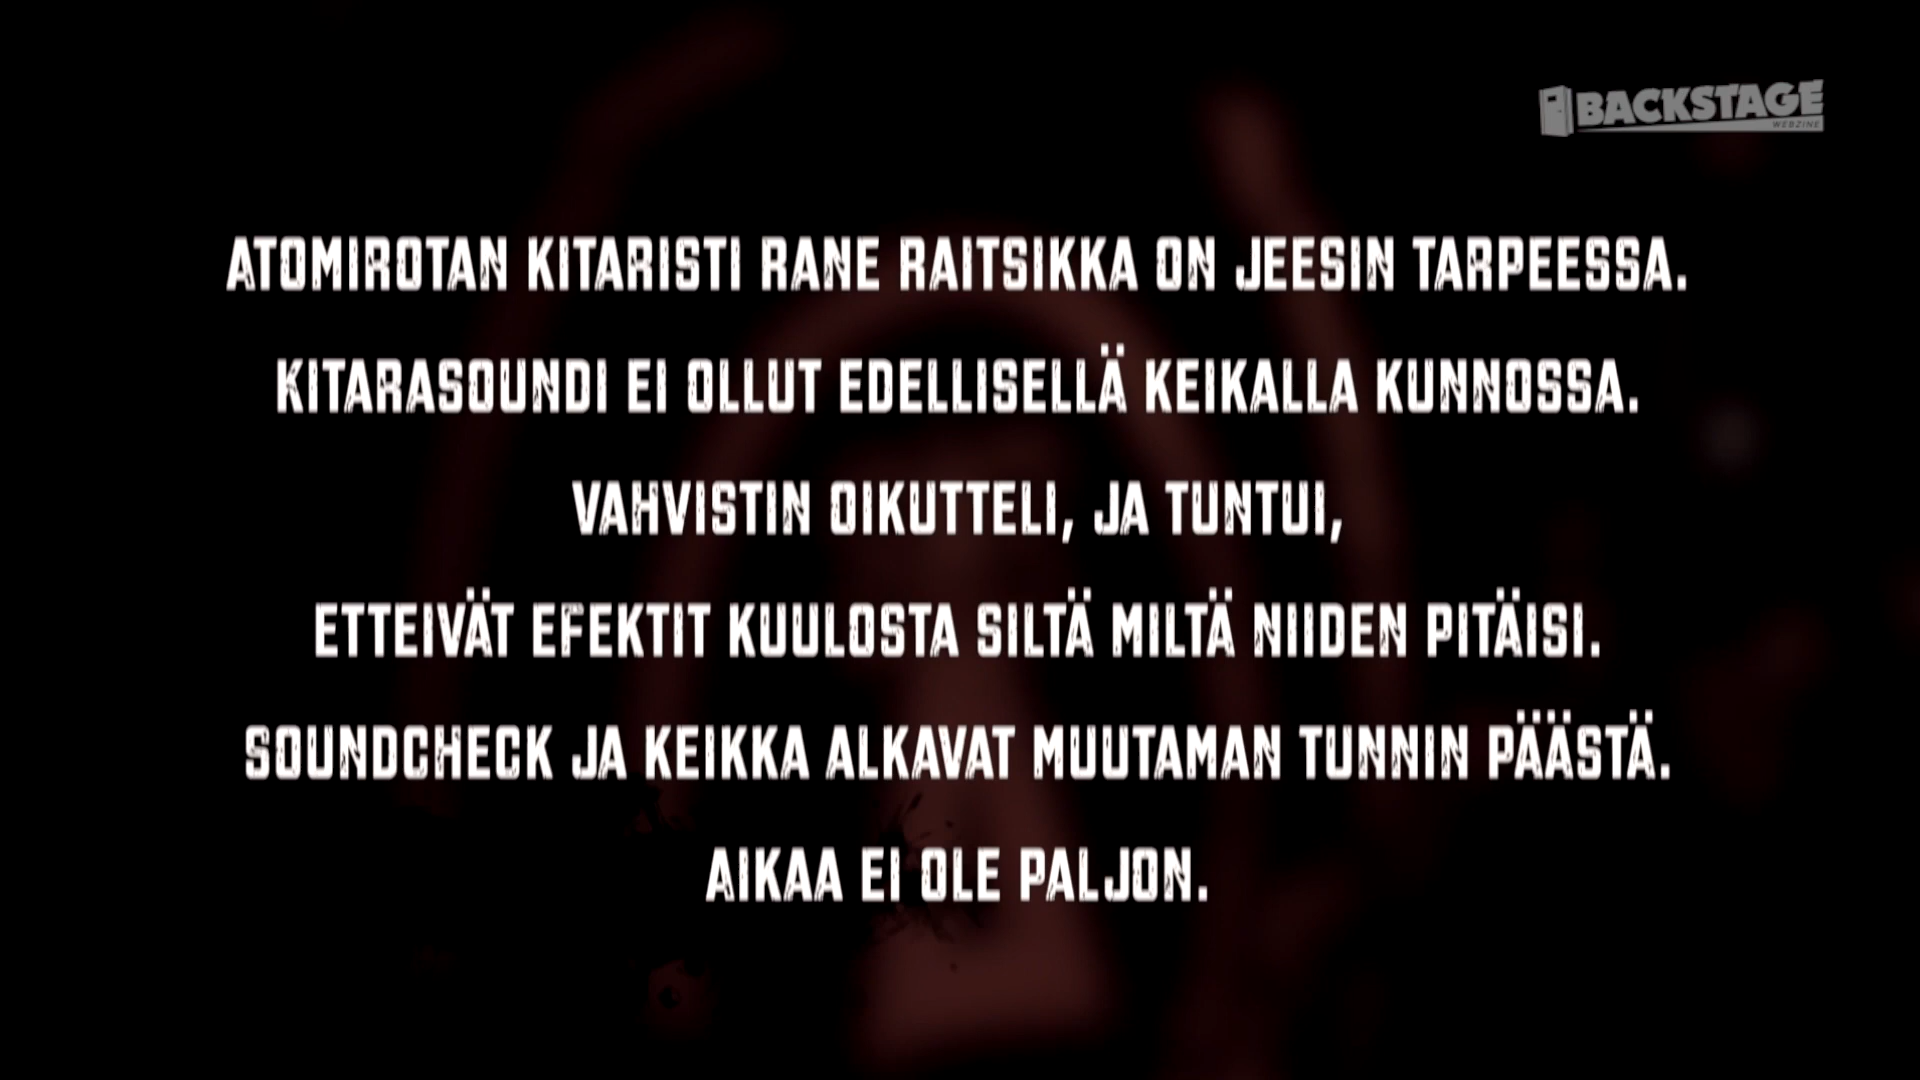 BACKSTAGE
WEBZINE
ATOMIROTAN KITARISTI RANE RAITSIKKA ON JEESIN TARPEESSA.
KITARASOUNDI EI OLLUT EDELLISELLÄ KEIKALLA KUNNOSSA.
VAHVISTIN OIKUTTELI, JA TUNTUI,
ETTEIVÄT EFEKTIT KUULOSTA SILTÄ MILTÄ NIIDEN PITÄISI.
SOUNDCHECK JA KEIKKA ALKAVAT MUUTAMAN TUNNIN PÄÄSTÄ.
AIKAA EI OLE PALJON.